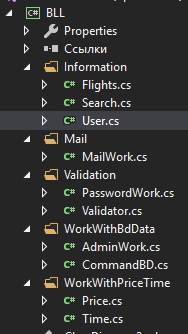 BLL
Properties
Ссылки
Information
Flights.cs
Search.cs
User.cs
Mail
MailWork.cs
Validation
PasswordWork.cs
Validator.cs
WorkWithBdData
AdminWork.cs
CommandBD.cs
WorkWithPriceTime
Price.cs
Time.cs